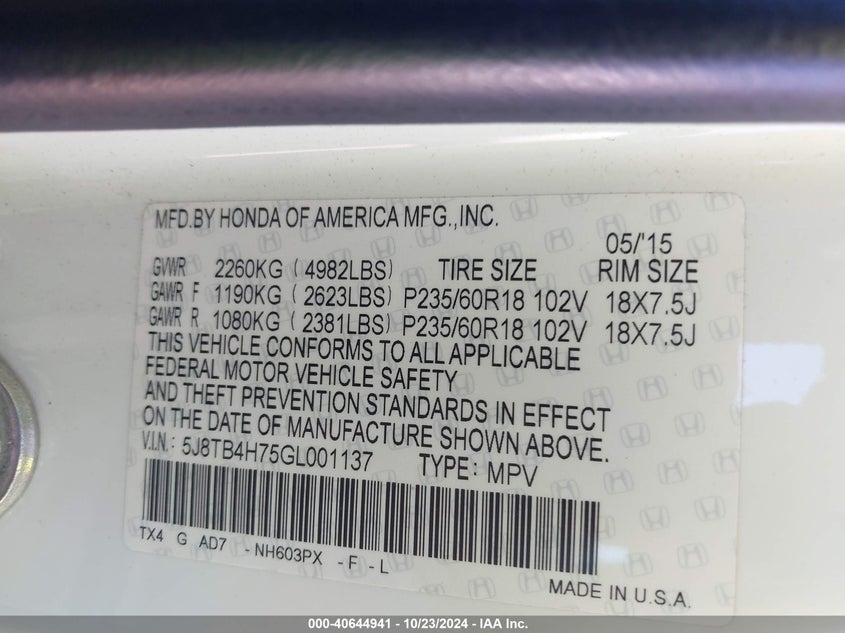 MFD.BY HONDA OF AMERICA MFG.,INC.
05/'15
GVWR 2260KG ( 4982LBS) TIRE SIZE RIM SIZE
GAWR F 1190KG ( 2623LBS) P235/60R18 102V 18X7.5J
GAWR R 1080KG ( 2381LBS) P235/60R18 102V 18X7.5J
THIS VEHICLE CONFORMS TO ALL APPLICABLE
FEDERAL MOTOR VEHICLE SAFETY
AND THEFT PREVENTION STANDARDS IN EFFECT
ON THE DATE OF MANUFACTURE SHOWN ABOVE.
V.I.N.: 5J8TB4H75GL001137 TYPE: MPV
TX4 G AD7 -NH603PX -F-L
MADE IN U.S.A.
000-40644941 - 10/23/2024 - IAA Inc.